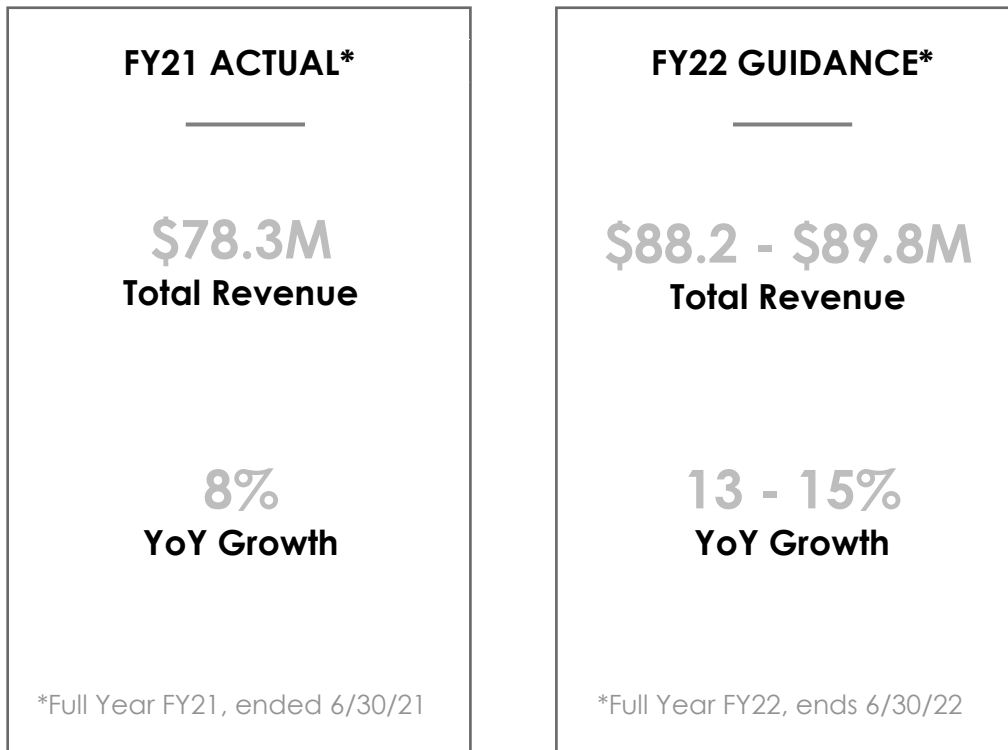 FY21 ACTUAL*
$78.3M
Total Revenue
8%
YoY Growth
*Full Year FY21, ended 6/30/21
FY22 GUIDANCE*
$88.2 - $89.8M
Total Revenue
13 - 15%
YoY Growth
*Full Year FY22, ends 6/30/22